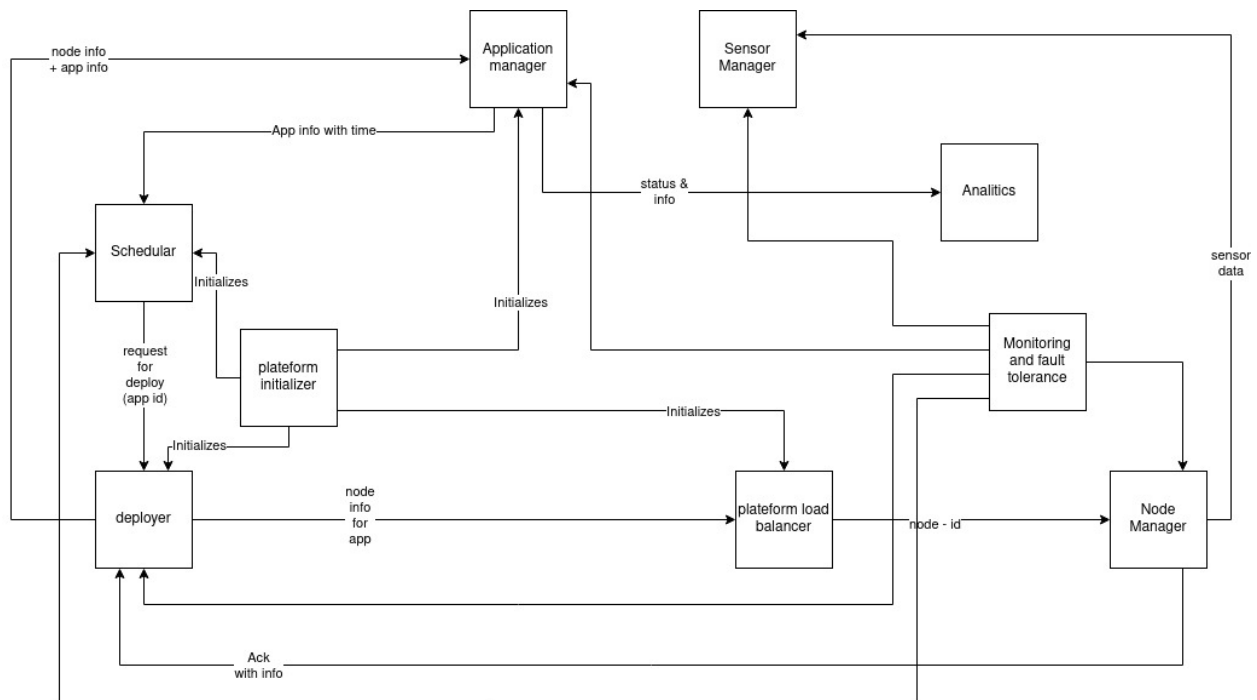 node info
+ app info
Application
manager
Sensor
Manager
App info with time
status &
info
Analitics
Schedular
Initializes
sensor
data
Initializes
request
for
deploy
(app id)
plateform
initializer
Monitoring
and fault
tolerance
Initializes
Initializes
deployer
node
info
for
app
plateform load
balancer
node - id
Node
Manager
Ack
with info